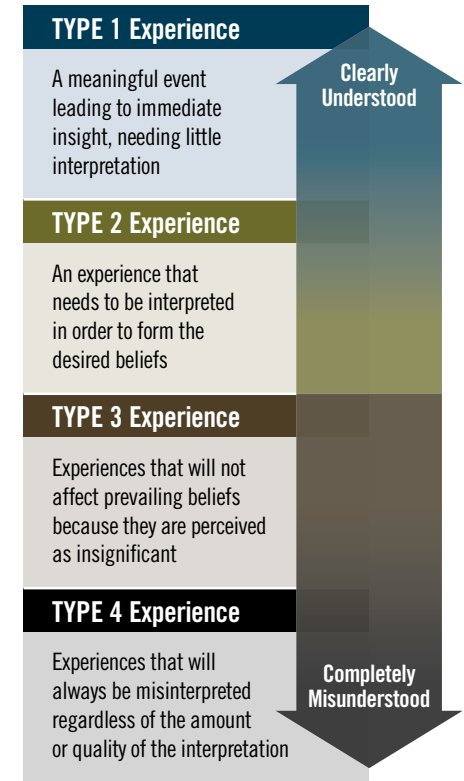 TYPE 1 Experience
A meaningful event
leading to immediate
insight, needing little
interpretation
Clearly
Understood
TYPE 2 Experience
An experience that
needs to be interpreted
in order to form the
desired beliefs
TYPE 3 Experience
Experiences that will not
affect prevailing beliefs
because they are perceived
as insignificant
TYPE 4 Experience
Experiences that will
always be misinterpreted
regardless of the amount
or quality of the interpretation
Completely
Misunderstood